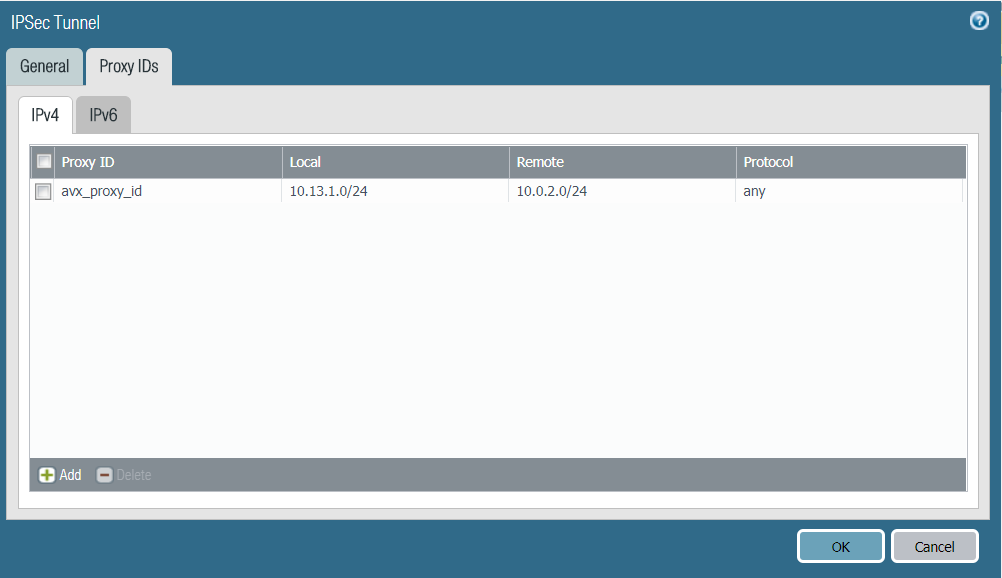 IPSec Tunnel
General Proxy IDs
IPv4 IPv6
Proxy ID Local Remote Protocol
avx_proxy_id 10.13.1.0/24 10.0.2.0/24 any
Add Delete
OK Cancel